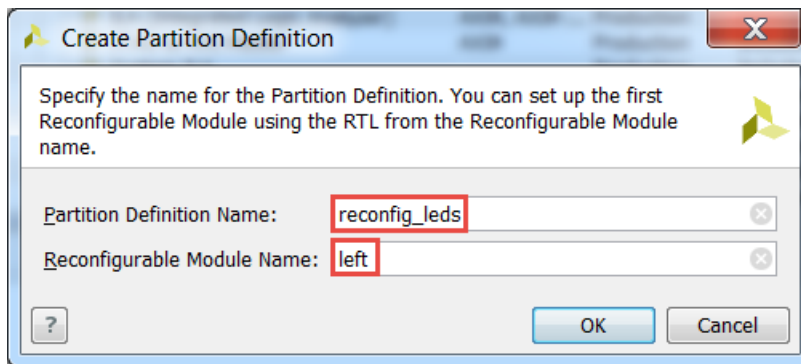 Create Partition Definition
Specify the name for the Partition Definition. You can set up the first
Reconfigurable Module using the RTL from the Reconfigurable Module
name.
Partition Definition Name: reconfig_leds
Reconfigurable Module Name: left
? OK Cancel